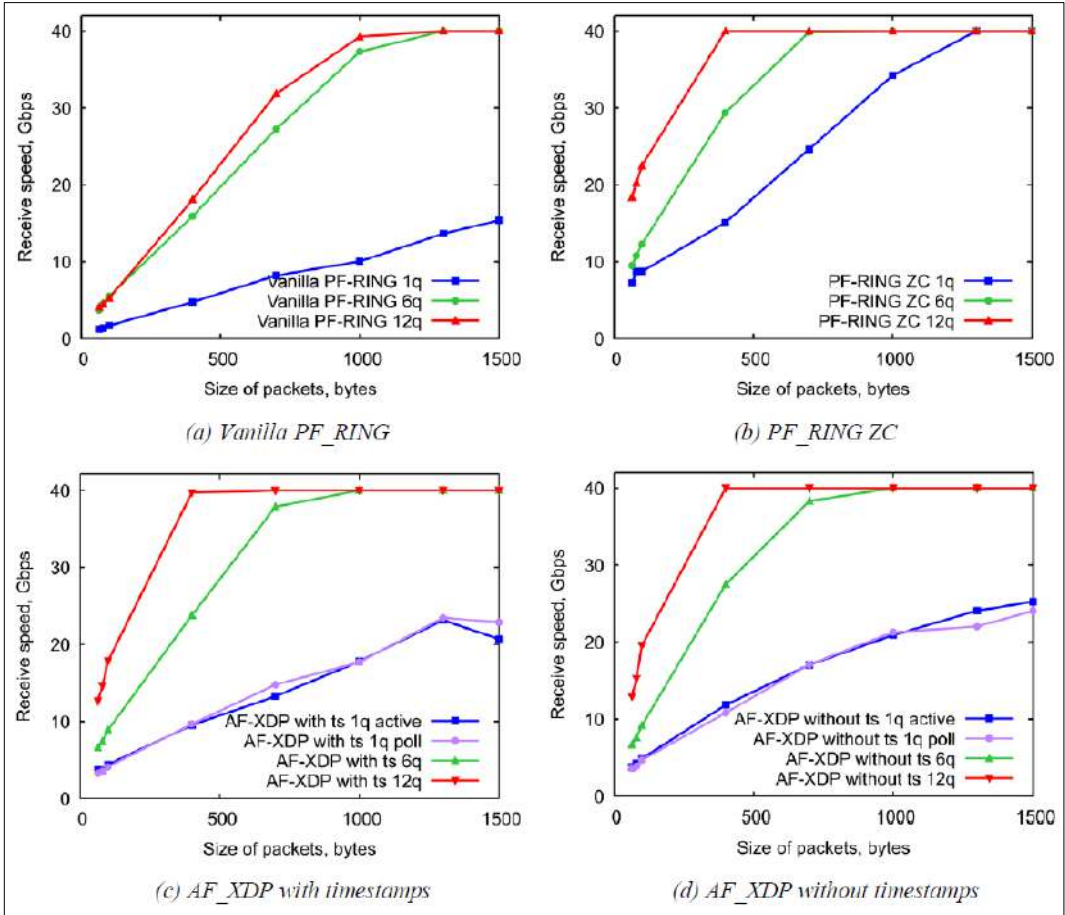 40
30
20
10
0
Receive speed, Gbps
Vanilla PF-RING 1q
Vanilla PF-RING 6q
Vanilla PF-RING 12q
0 500 1000 1500
Size of packets, bytes
(a) Vanilla PF_RING
40
30
20
10
0
Receive speed, Gbps
PF-RING ZC 1q
PF-RING ZC 6q
PF-RING ZC 12q
0 500 1000 1500
Size of packets, bytes
(b) PF_RING ZC
40
30
20
10
0
Receive speed, Gbps
AF-XDP with ts 1q active
AF-XDP with ts 1q poll
AF-XDP with ts 6q
AF-XDP with ts 12q
0 500 1000 1500
Size of packets, bytes
(c) AF_XDP with timestamps
40
30
20
10
0
Receive speed, Gbps
AF-XDP without ts 1q active
AF-XDP without ts 1q poll
AF-XDP without ts 6q
AF-XDP without ts 12q
0 500 1000 1500
Size of packets, bytes
(d) AF_XDP without timestamps